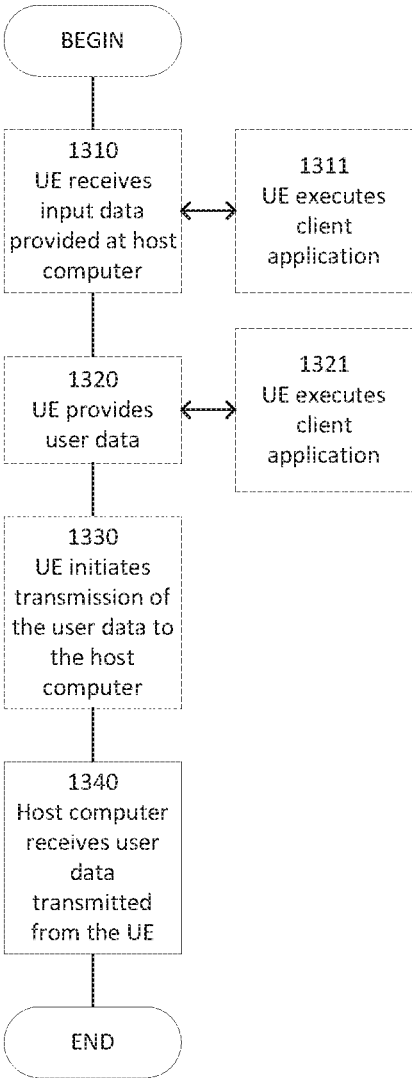 BEGIN
1310
UE receives
input data
provided at host
computer
1311
UE executes
client
application
1320
UE provides
user data
1321
UE executes
client
application
1330
UE initiates
transmission of
the user data to
the host
computer
1340
Host computer
receives user
data
transmitted
from the UE
END